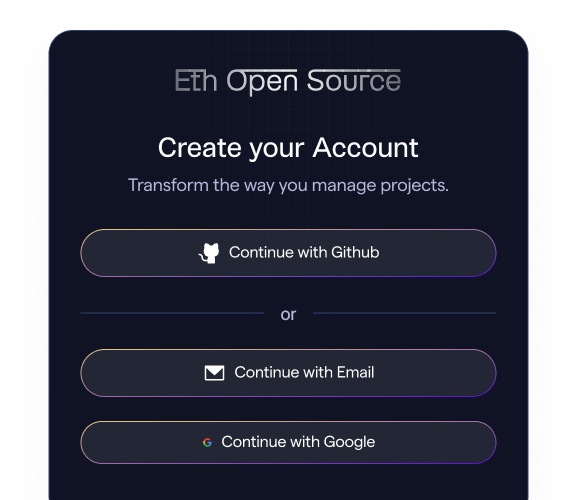 Eth Open Source
Create your Account
Transform the way you manage projects.
Continue with Github
or
Continue with Email
Continue with Google